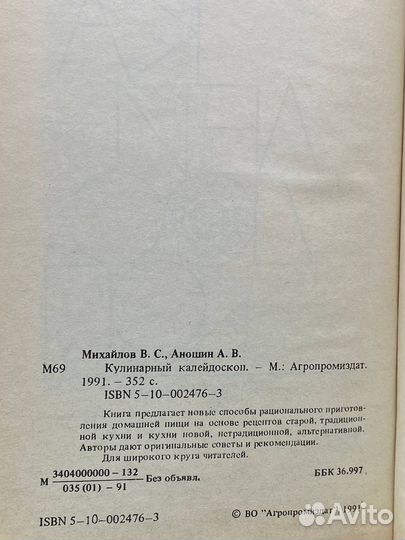 Михайлов В. С., Аношин А. В.
М69 Кулинарный калейдоскоп. – М.: Агропромиздат.
1991. – 352 с.
ISBN 5–10–002476–3
Книга предлагает новые способы рационального приготов-
ления домашней пищи на основе рецептов старой, традицион-
ной кухни и кухни новой, нетрадиционной, альтернативной.
Авторы дают оригинальные советы и рекомендации.
Для широкого круга читателей.
3404000000 – 132
М Без объявл. ББК 36.997
035 (01) – 91
ISBN 5–10–002476–3 © ВО "Агропромиздат", 1991
Avito